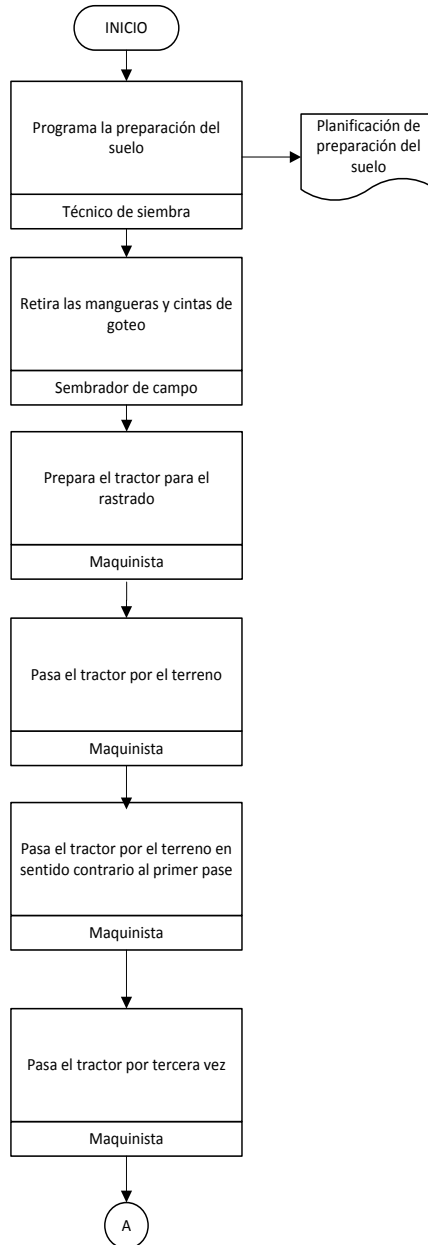 INICIO
Programa la preparación del
suelo
Técnico de siembra
Planificación de
preparación del
suelo
Retira las mangueras y cintas de
goteo
Sembrador de campo
Prepara el tractor para el
rastrado
Maquinista
Pasa el tractor por el terreno
Maquinista
Pasa el tractor por el terreno en
sentido contrario al primer pase
Maquinista
Pasa el tractor por tercera vez
Maquinista
A